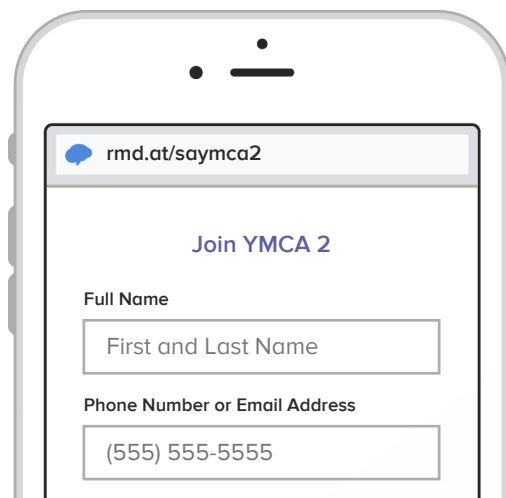 rmd.at/saymca2
Join YMCA 2
Full Name
First and Last Name
Phone Number or Email Address
(555) 555-5555